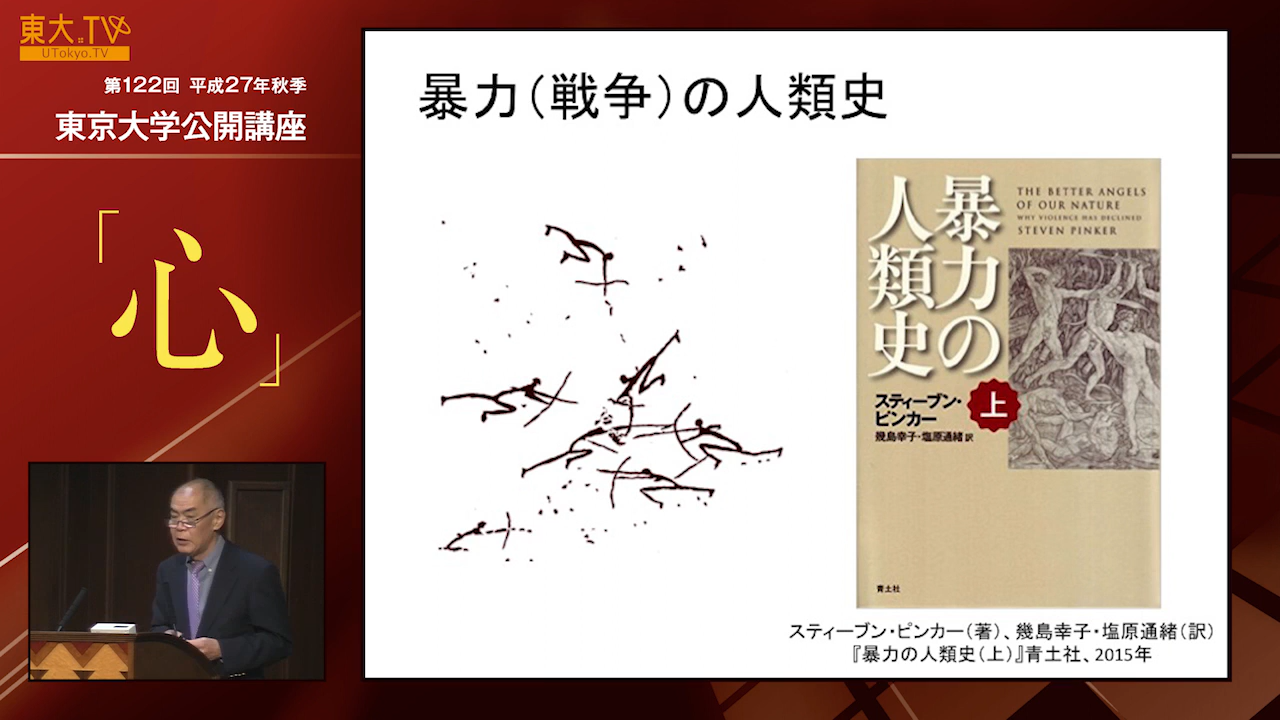 東大.TV
UTokyo.TV
第122回 平成27年秋季
東京大学公開講座
「心」
暴力（戦争）の人類史
暴力の
人類史
THE BETTER ANGELS
OF OUR NATURE
WHY VIOLENCE HAS DECLINED
STEVEN PINKER
上
スティーブン・
ピンカー
幾島幸子・塩原通緒 訳
青土社
スティーブン・ピンカー（著）、幾島幸子・塩原通緒（訳）
『暴力の人類史（上）』青土社、2015年